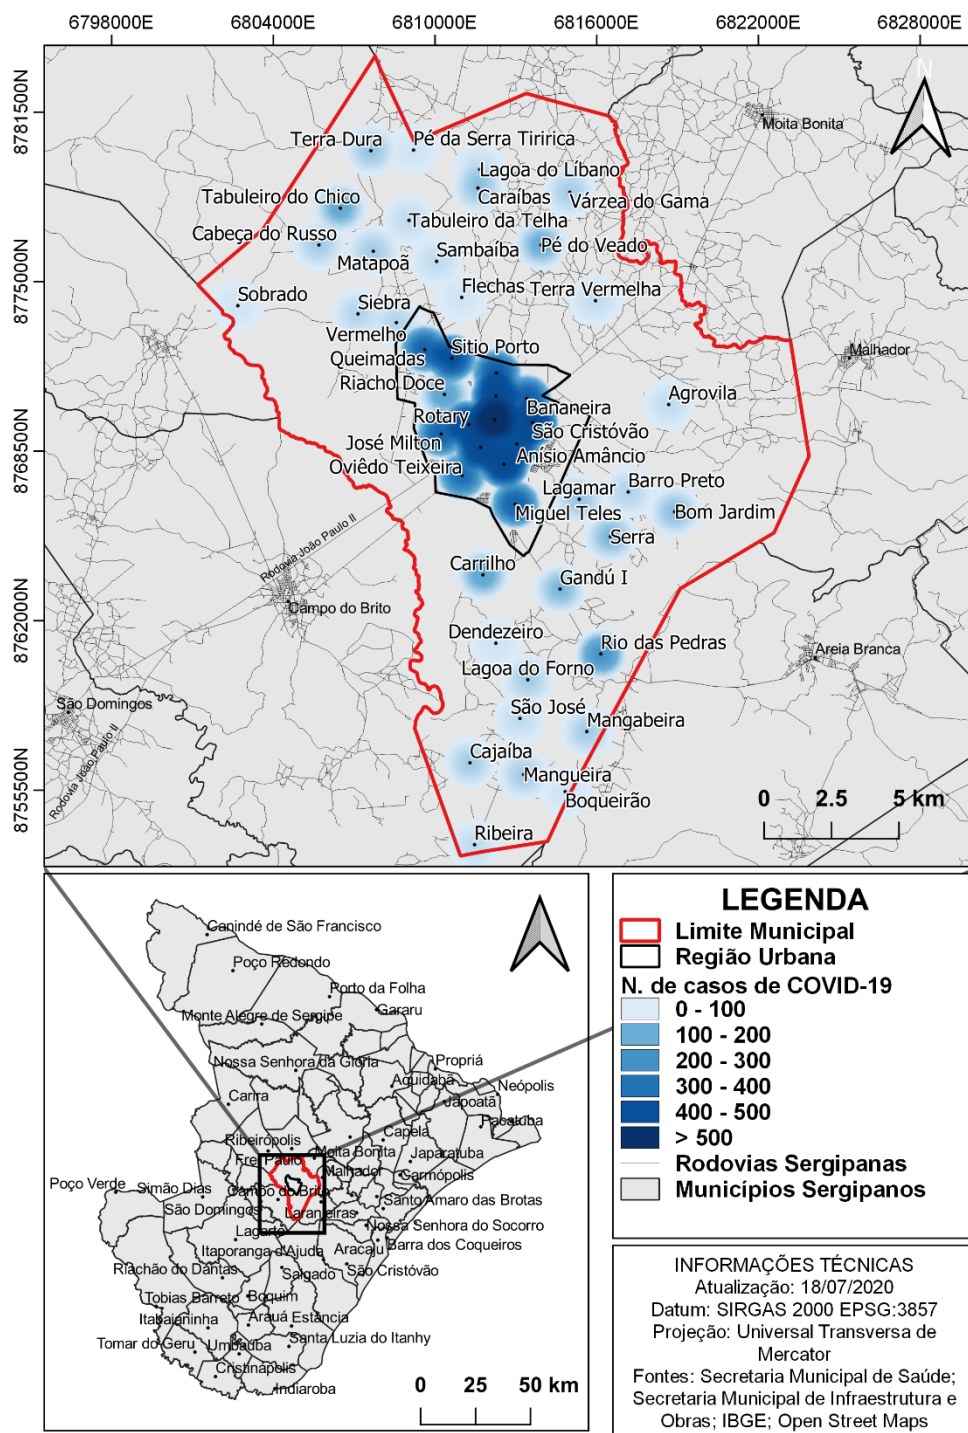 6798000E 6804000E 6810000E 6816000E 6822000E 6828000E
N
8781500N
Moita Bonita
Terra Dura
Pé da Serra Tiririca
Lagoa do Líbano
Caraíbas
Várzea do Gama
Tabuleiro do Chico
Tabuleiro da Telha
Cabeça do Russo
Pé do Veado
Sambaíba
Matapoã
8775000N
Flechas
Terra Vermelha
Sobrado
Siebra
Vermelho
Sitio Porto
Queimadas
Malhador
Riacho Doce
Agrovila
Rotary
Bananeira
São Cristóvão
José Milton
8768500N
Anísio Amâncio
Oviêdo Teixeira
Barro Preto
Lagamar
Miguel Teles
Bom Jardim
Serra
Rodovia João Paulo II
Carrilho
Gandú I
Campo do Brito
8762000N
Dendezeiro
Rio das Pedras
Areia Branca
Lagoa do Forno
São Domingos
São José
Mangabeira
Rodovia João Paulo II
Cajaíba
Mangueira
8755500N
Boqueirão
0 2.5 5 km
Ribeira
Canindé de São Francisco
Poço Redondo
Porto da Folha
Gararu
Monte Alegre de Sergipe
Nossa Senhora da Glória
Propriá
Aquidabã
Neópolis
Carira
Japoatã
Pacatuba
Capela
Ribeirópolis
Moita Bonita
Japaratuba
Frei Paulo
Malhador
Carmópolis
Poço Verde
Simão Dias
Campo do Brito
Santo Amaro das Brotas
São Domingos
Laranjeiras
Nossa Senhora do Socorro
Lagarto
Barra dos Coqueiros
Itaporanga d'Ajuda
Aracaju
Riachão do Dantas
Salgado
São Cristóvão
Tobias Barreto
Boquim
Itabaianinha
Arauá
Estância
Tomar do Geru
Umbaúba
Santa Luzia do Itanhy
Cristinápolis
Indiaroba
0 25 50 km
LEGENDA
Limite Municipal
Região Urbana
N. de casos de COVID-19
0 - 100
100 - 200
200 - 300
300 - 400
400 - 500
> 500
Rodovias Sergipanas
Municípios Sergipanos
INFORMAÇÕES TÉCNICAS
Atualização: 18/07/2020
Datum: SIRGAS 2000 EPSG:3857
Projeção: Universal Transversa de
Mercator
Fontes: Secretaria Municipal de Saúde;
Secretaria Municipal de Infraestrutura e
Obras; IBGE; Open Street Maps